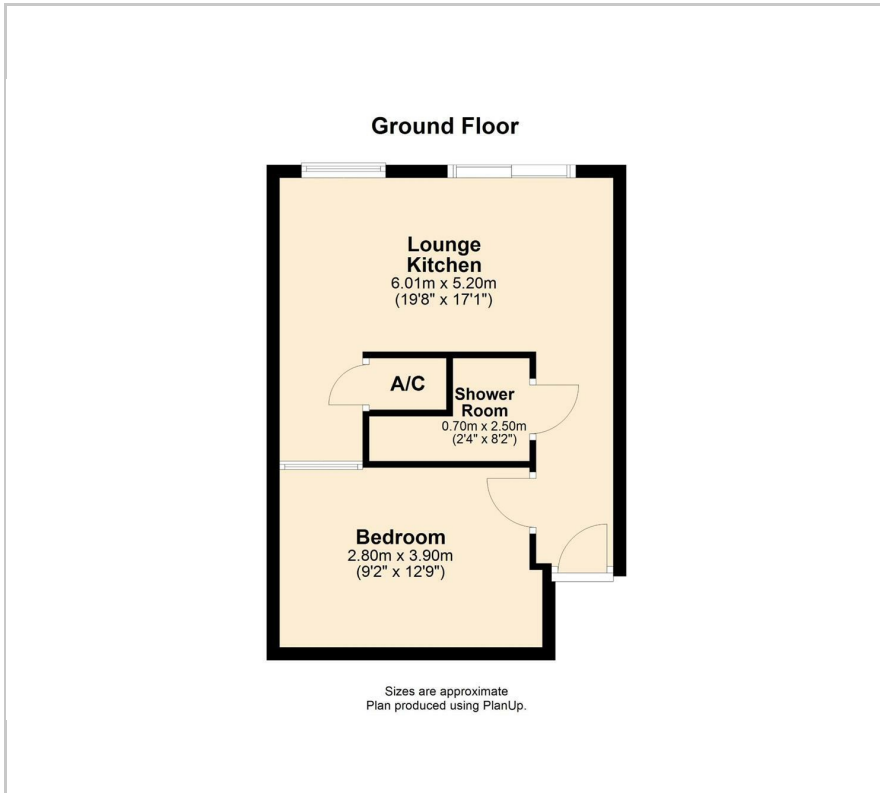 Ground Floor
Lounge
Kitchen
6.01m x 5.20m
(19'8" x 17'1")
A/C
Shower
Room
0.70m x 2.50m
(2'4" x 8'2")
Bedroom
2.80m x 3.90m
(9'2" x 12'9")
Sizes are approximate
Plan produced using PlanUp.